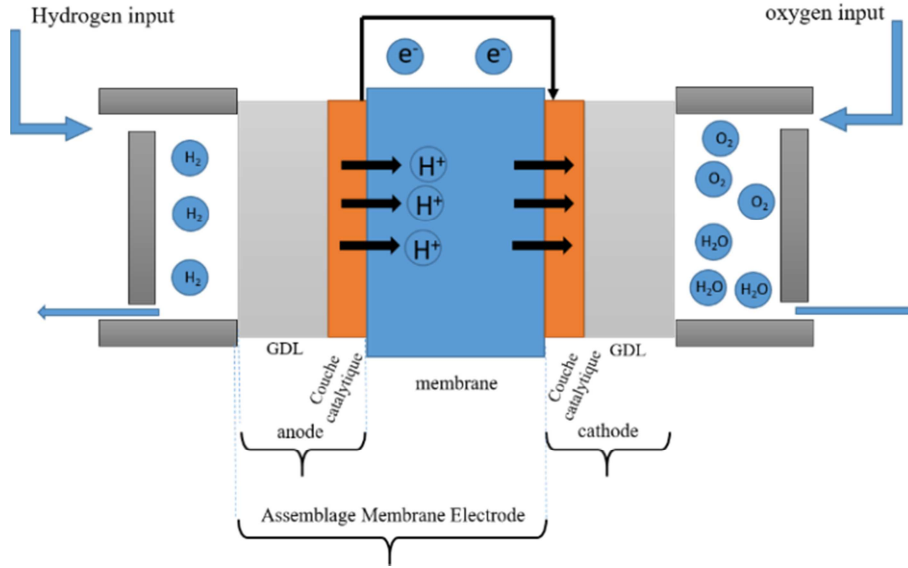 Hydrogen input
oxygen input
e⁻
e⁻
H₂
H₂
H₂
H⁺
H⁺
H⁺
O₂
O₂
O₂
H₂O
H₂O
H₂O
GDL
Couche
catalytique
membrane
Couche
catalytique
GDL
anode
cathode
Assemblage Membrane Electrode